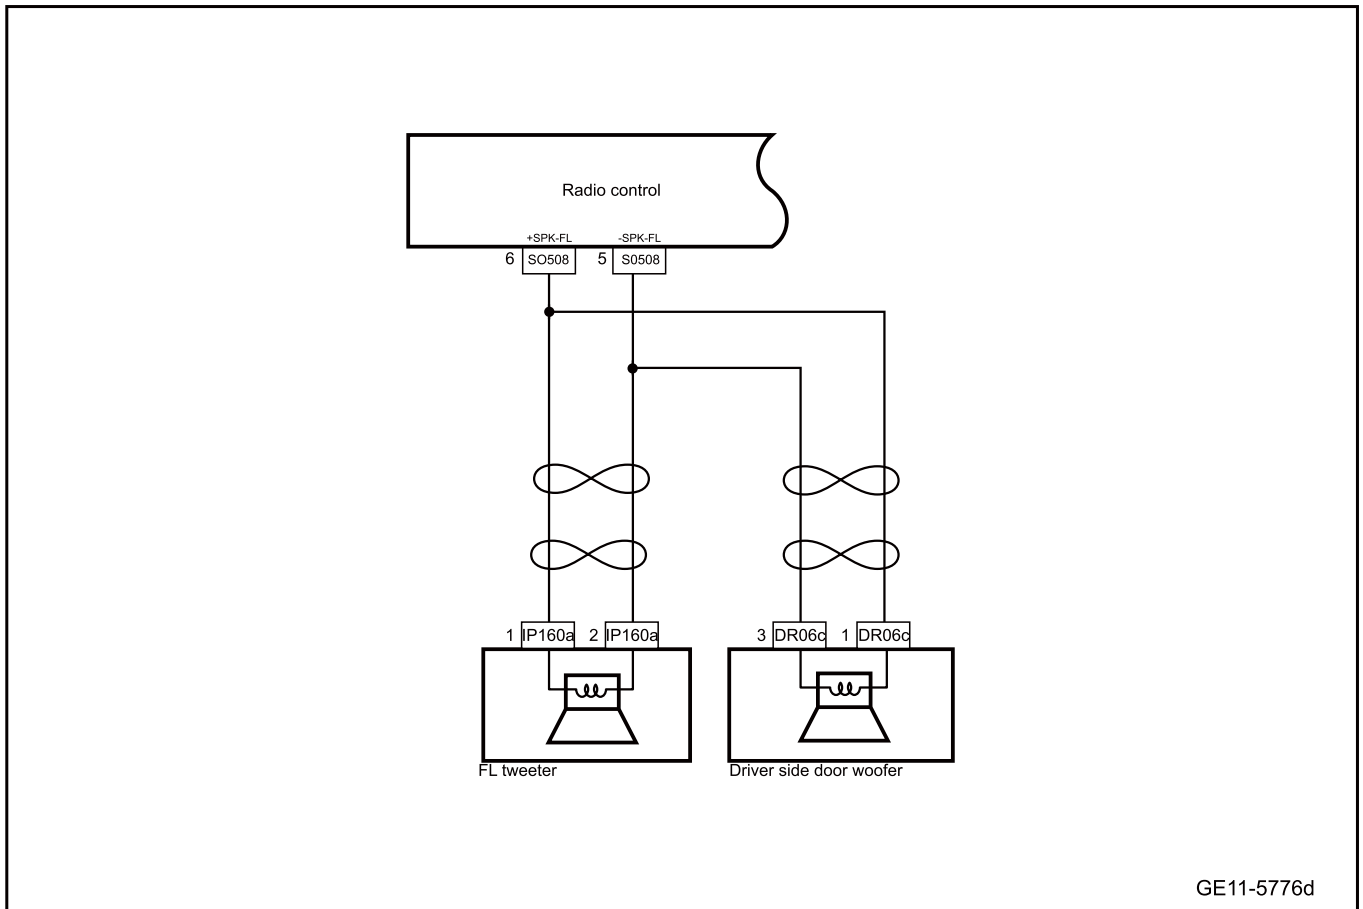 Radio control
+SPK-FL -SPK-FL
6 SO508 5 S0508
1 IP160a 2 IP160a 3 DR06c 1 DR06c
FL tweeter Driver side door woofer
GE11-5776d